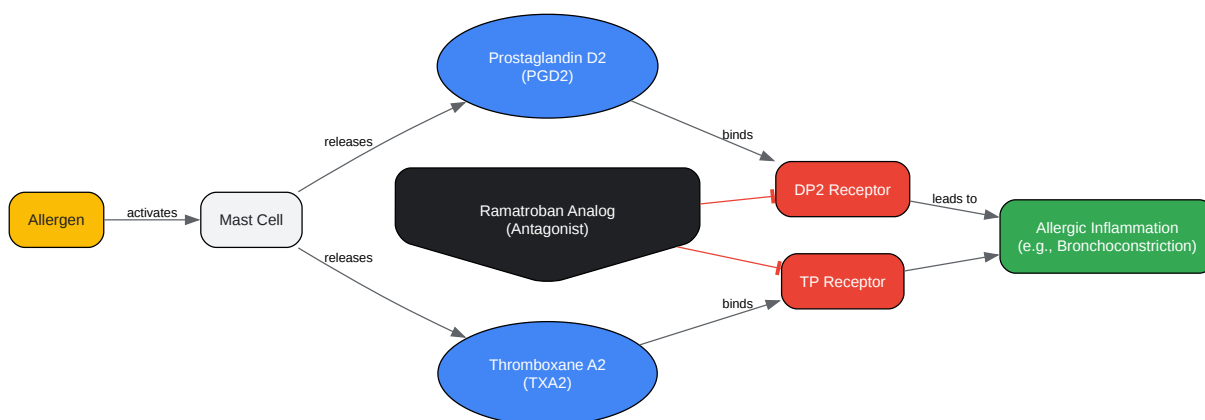 Allergen
activates
Mast Cell
releases
releases
Prostaglandin D2
(PGD2)
Ramatroban Analog
(Antagonist)
Thromboxane A2
(TXA2)
binds
binds
DP2 Receptor
TP Receptor
leads to
Allergic Inflammation
(e.g., Bronchoconstriction)